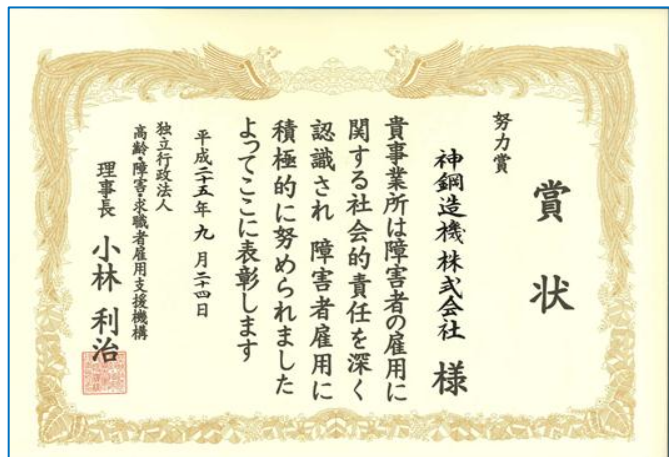 賞状
努力賞
神鋼造機株式会社 様
貴事業所は障害者の雇用に
関する社会的責任を深く
認識され 障害者雇用に
積極的に努められました
よってここに表彰します
平成二十五年九月二十四日
独立行政法人
高齢・障害・求職者雇用支援機構
理事長 小林 利治